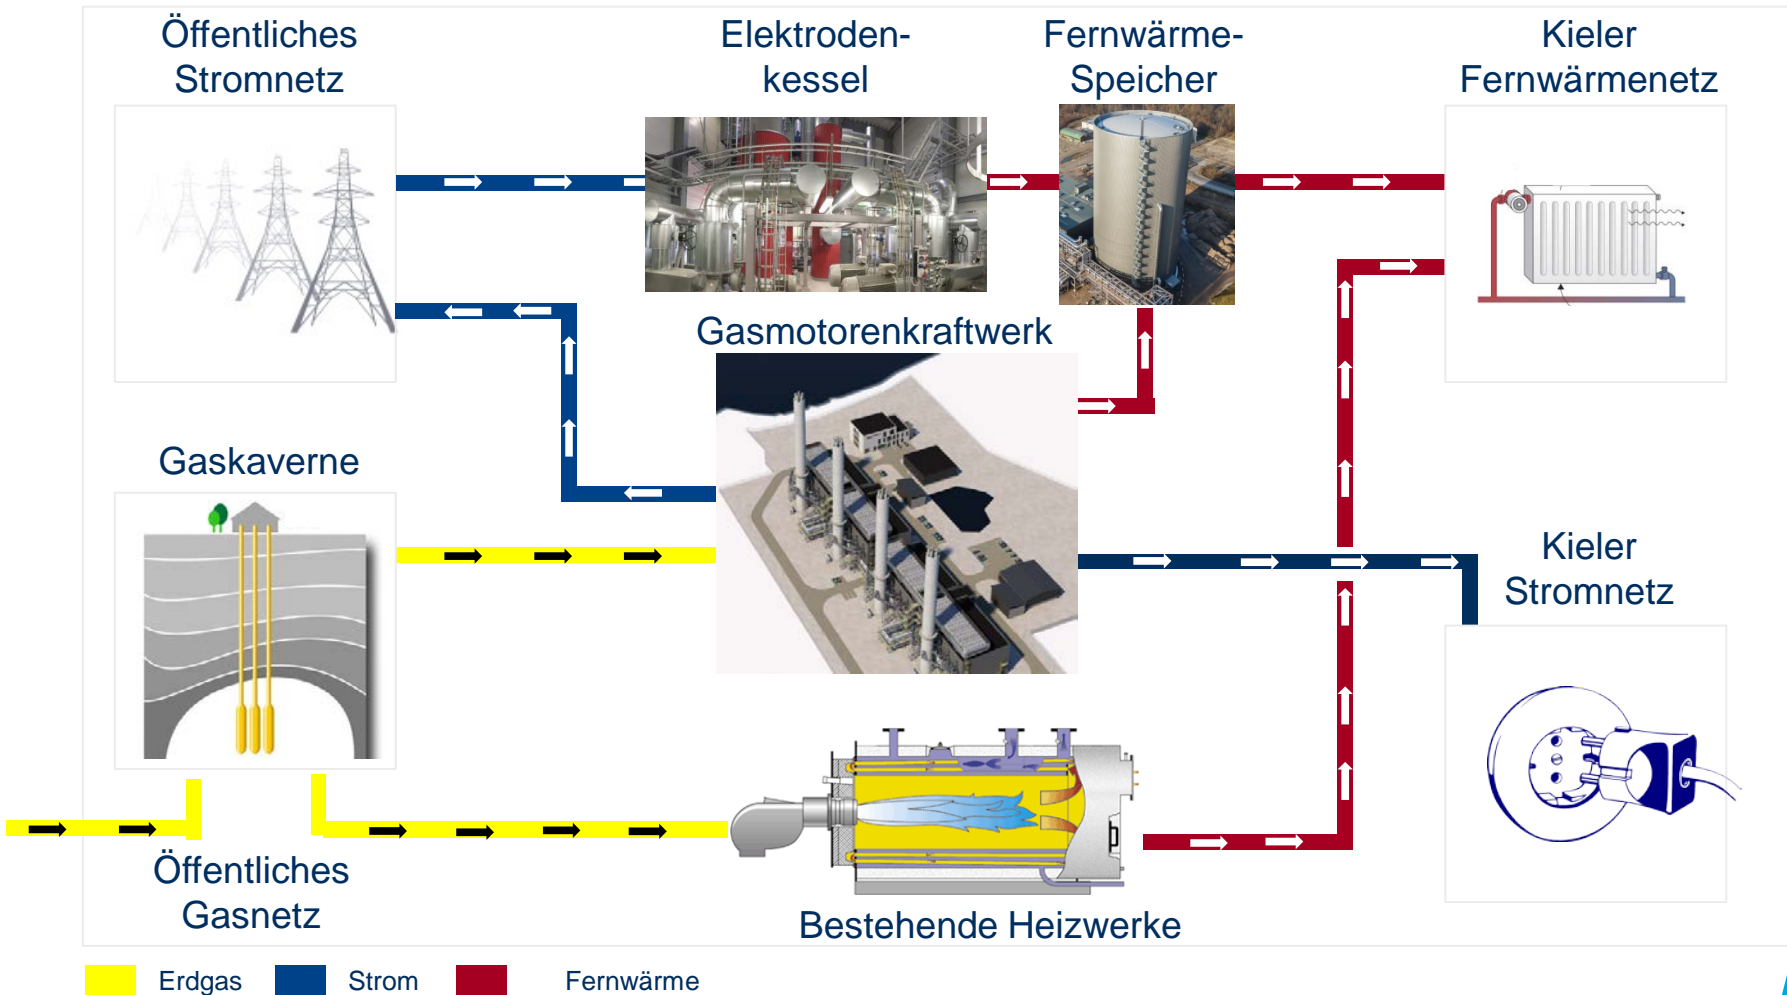 Öffentliches
Stromnetz
Elektroden-
kessel
Fernwärme-
Speicher
Kieler
Fernwärmenetz
Gasmotorenkraftwerk
Gaskaverne
Kieler
Stromnetz
Öffentliches
Gasnetz
Bestehende Heizwerke
Erdgas
Strom
Fernwärme